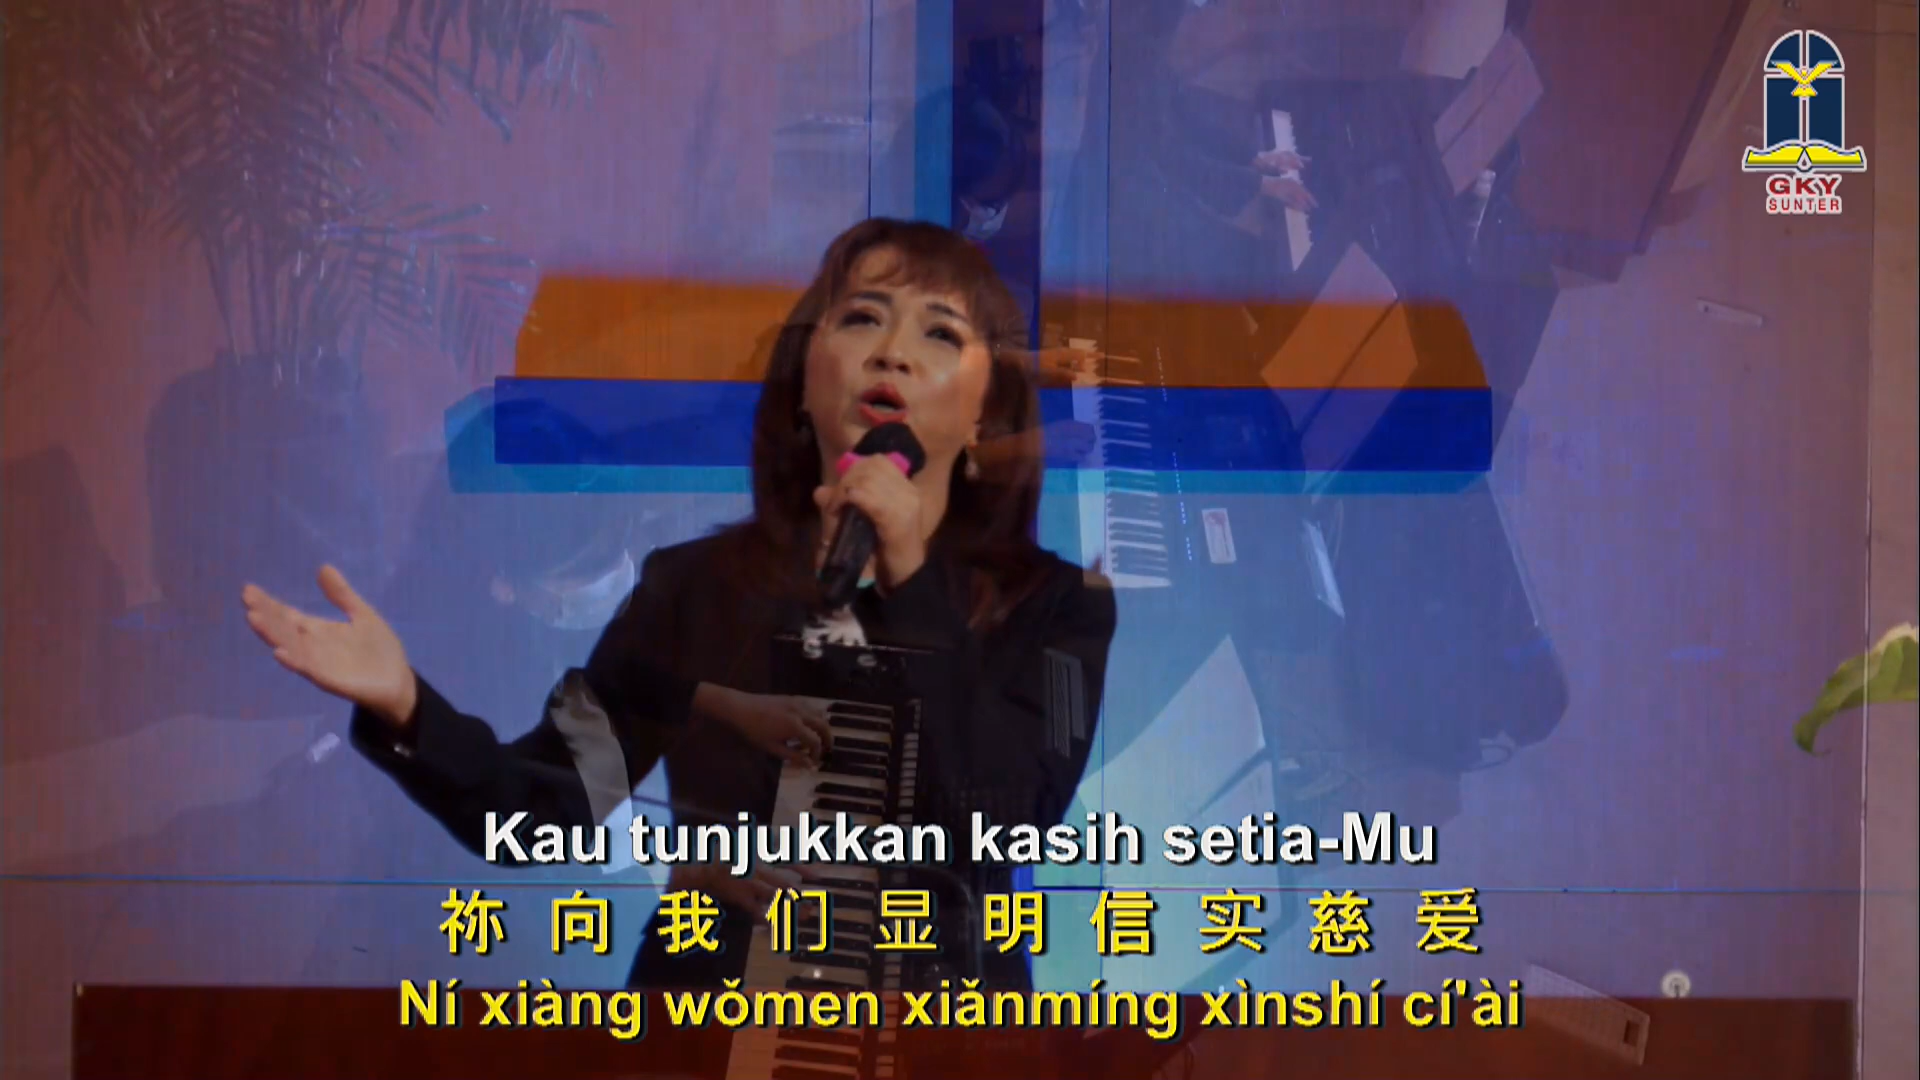 GKY
SUNTER
Kau tunjukkan kasih setia-Mu
祢向我们显明信实慈爱
Ní xiàng wǒmen xiǎnmíng xìnshí cí'ài